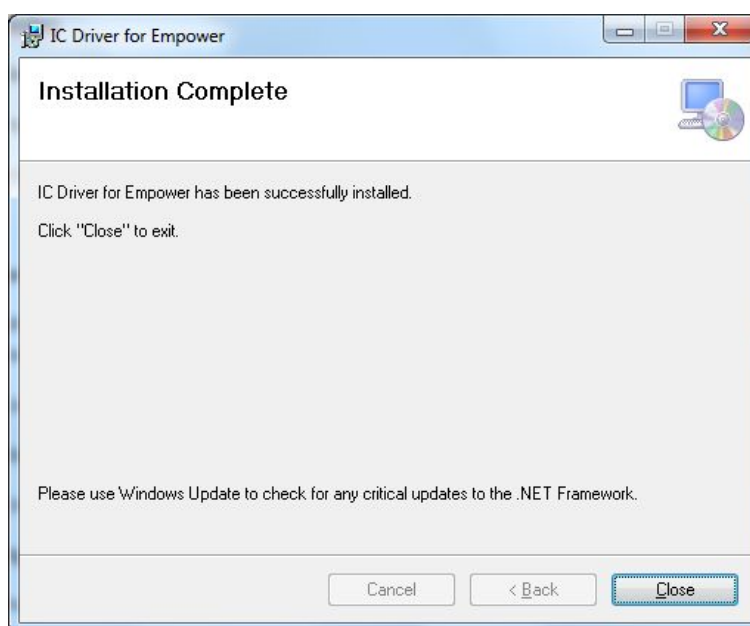 IC Driver for Empower
Installation Complete
IC Driver for Empower has been successfully installed.
Click "Close" to exit.
Please use Windows Update to check for any critical updates to the .NET Framework.
Cancel
< Back
Close